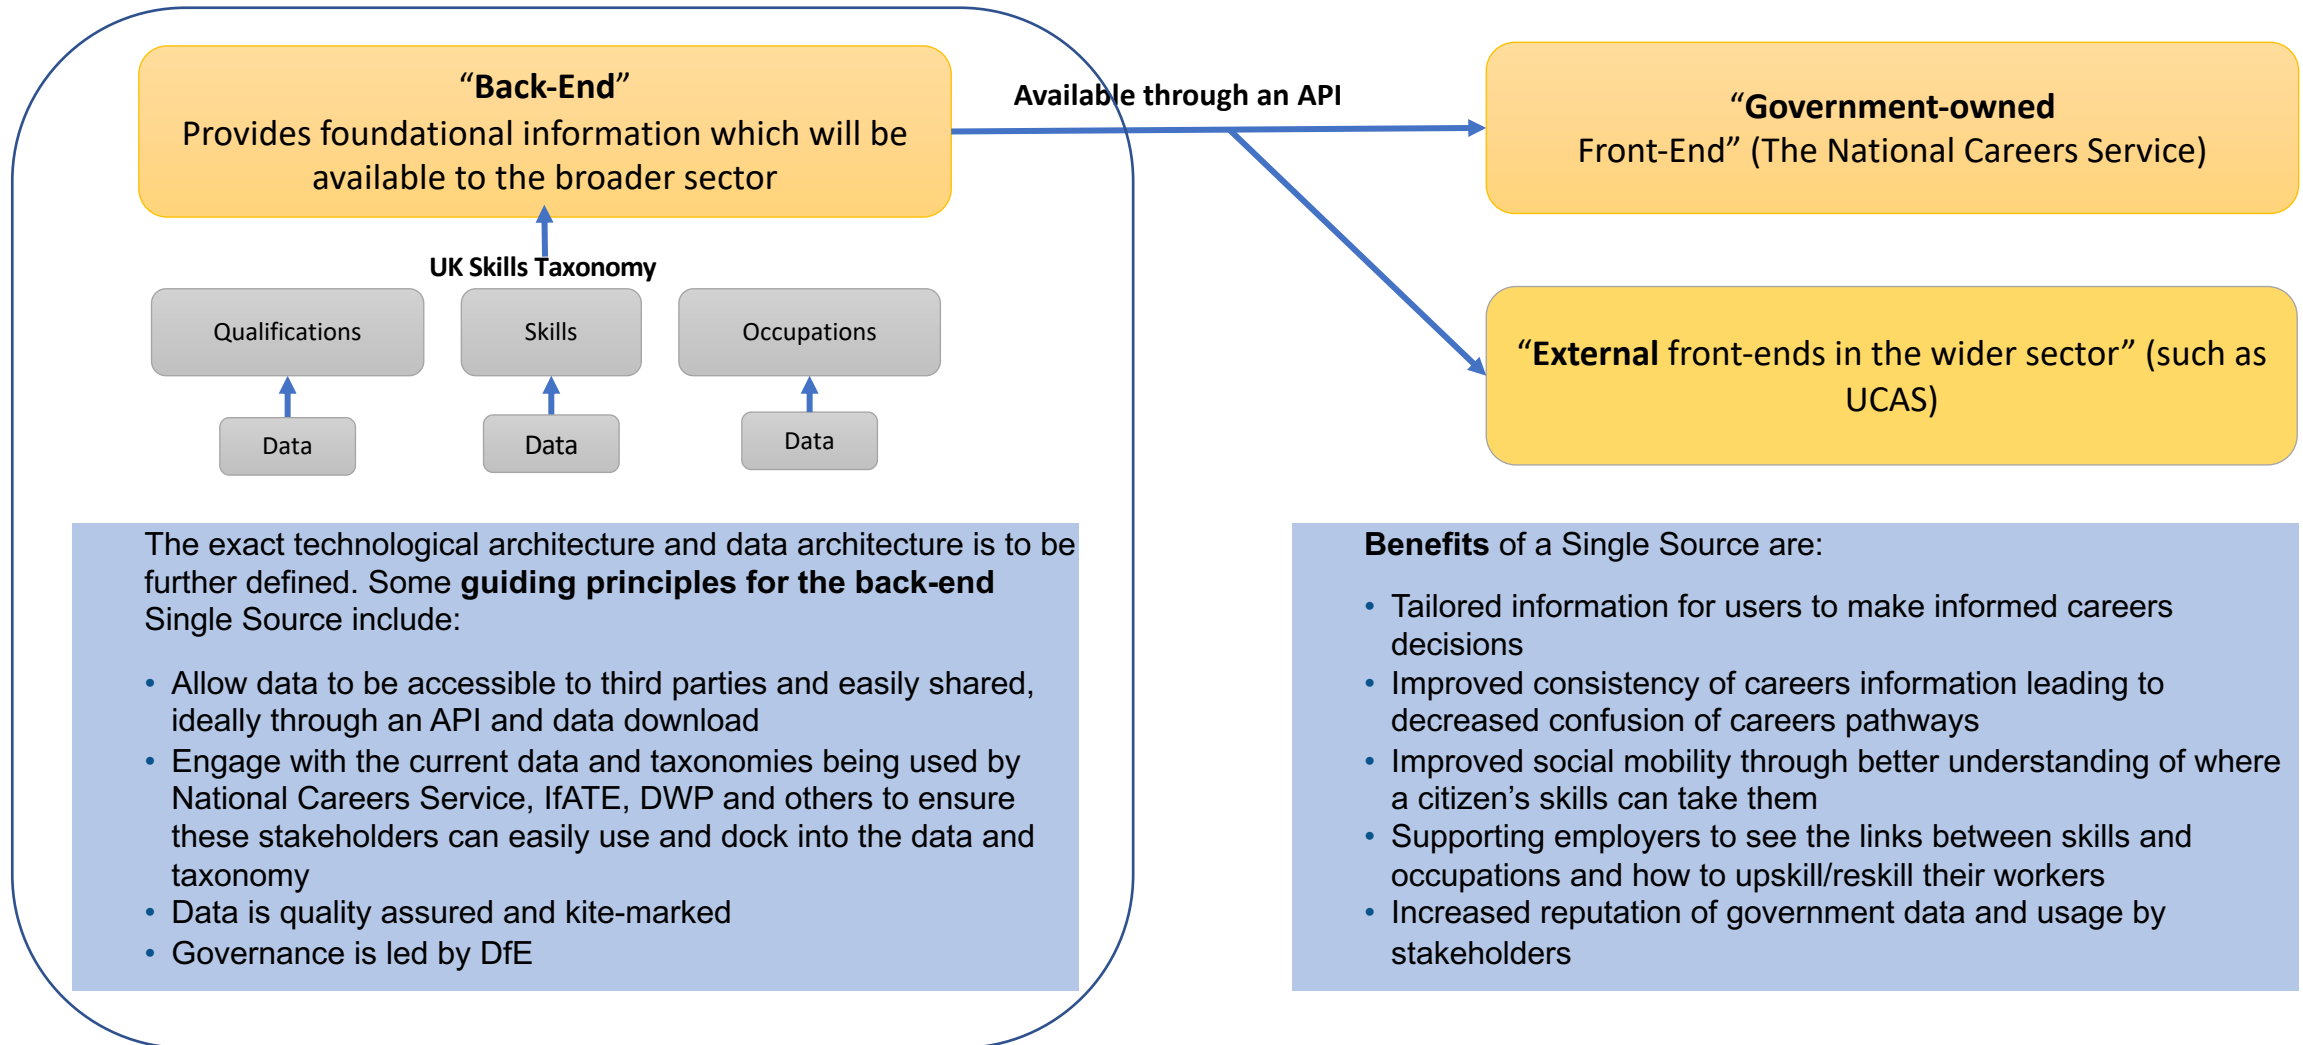 “Back-End”
Provides foundational information which will be
available to the broader sector
Available through an API
“Government-owned
Front-End” (The National Careers Service)
UK Skills Taxonomy
Qualifications
Skills
Occupations
Data
Data
Data
“External front-ends in the wider sector” (such as
UCAS)
The exact technological architecture and data architecture is to be
further defined. Some guiding principles for the back-end
Single Source include:
• Allow data to be accessible to third parties and easily shared,
ideally through an API and data download
• Engage with the current data and taxonomies being used by
National Careers Service, IfATE, DWP and others to ensure
these stakeholders can easily use and dock into the data and
taxonomy
• Data is quality assured and kite-marked
• Governance is led by DfE
Benefits of a Single Source are:
• Tailored information for users to make informed careers
decisions
• Improved consistency of careers information leading to
decreased confusion of careers pathways
• Improved social mobility through better understanding of where
a citizen’s skills can take them
• Supporting employers to see the links between skills and
occupations and how to upskill/reskill their workers
• Increased reputation of government data and usage by
stakeholders